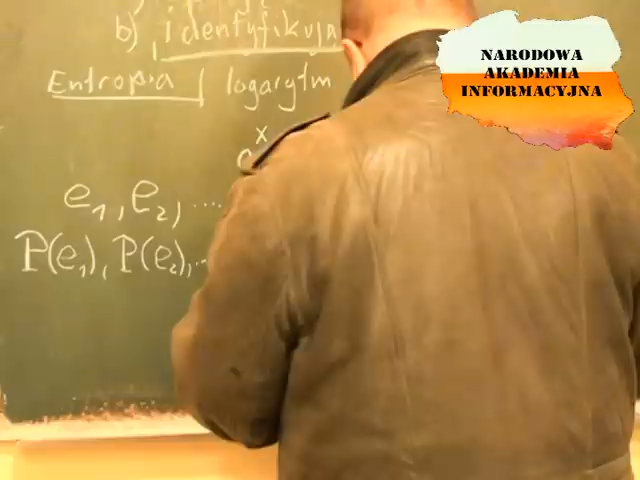 b) identyfikuja
Entropia / logarytm
x
e₁, e₂, ....
P(e₁), P(e₂), ..
NARODOWA
AKADEMIA
INFORMACYJNA